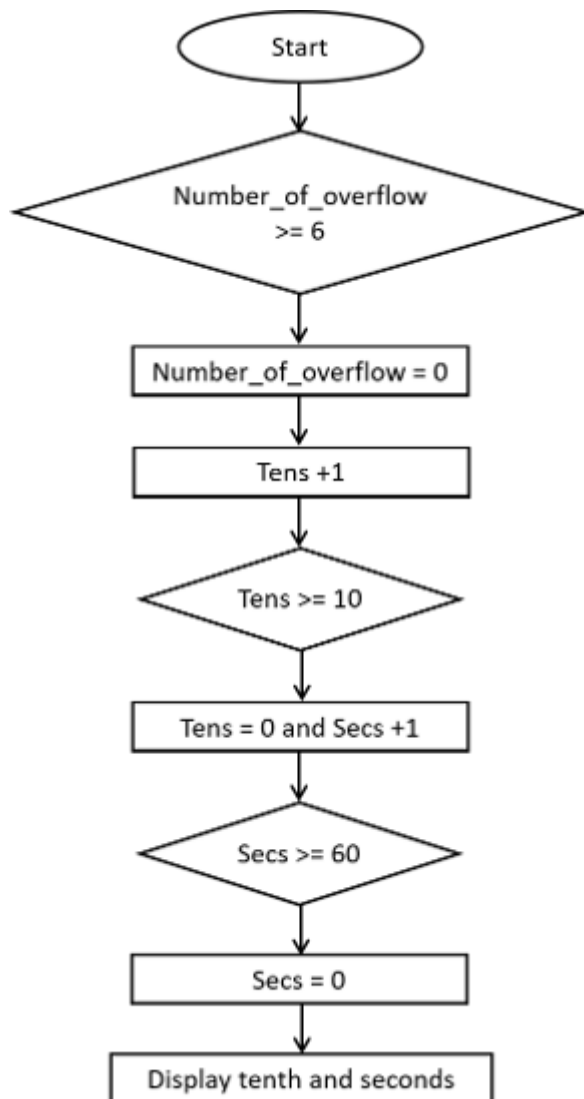 Start
Number_of_overflow
>= 6
Number_of_overflow = 0
Tens +1
Tens >= 10
Tens = 0 and Secs +1
Secs >= 60
Secs = 0
Display tenth and seconds